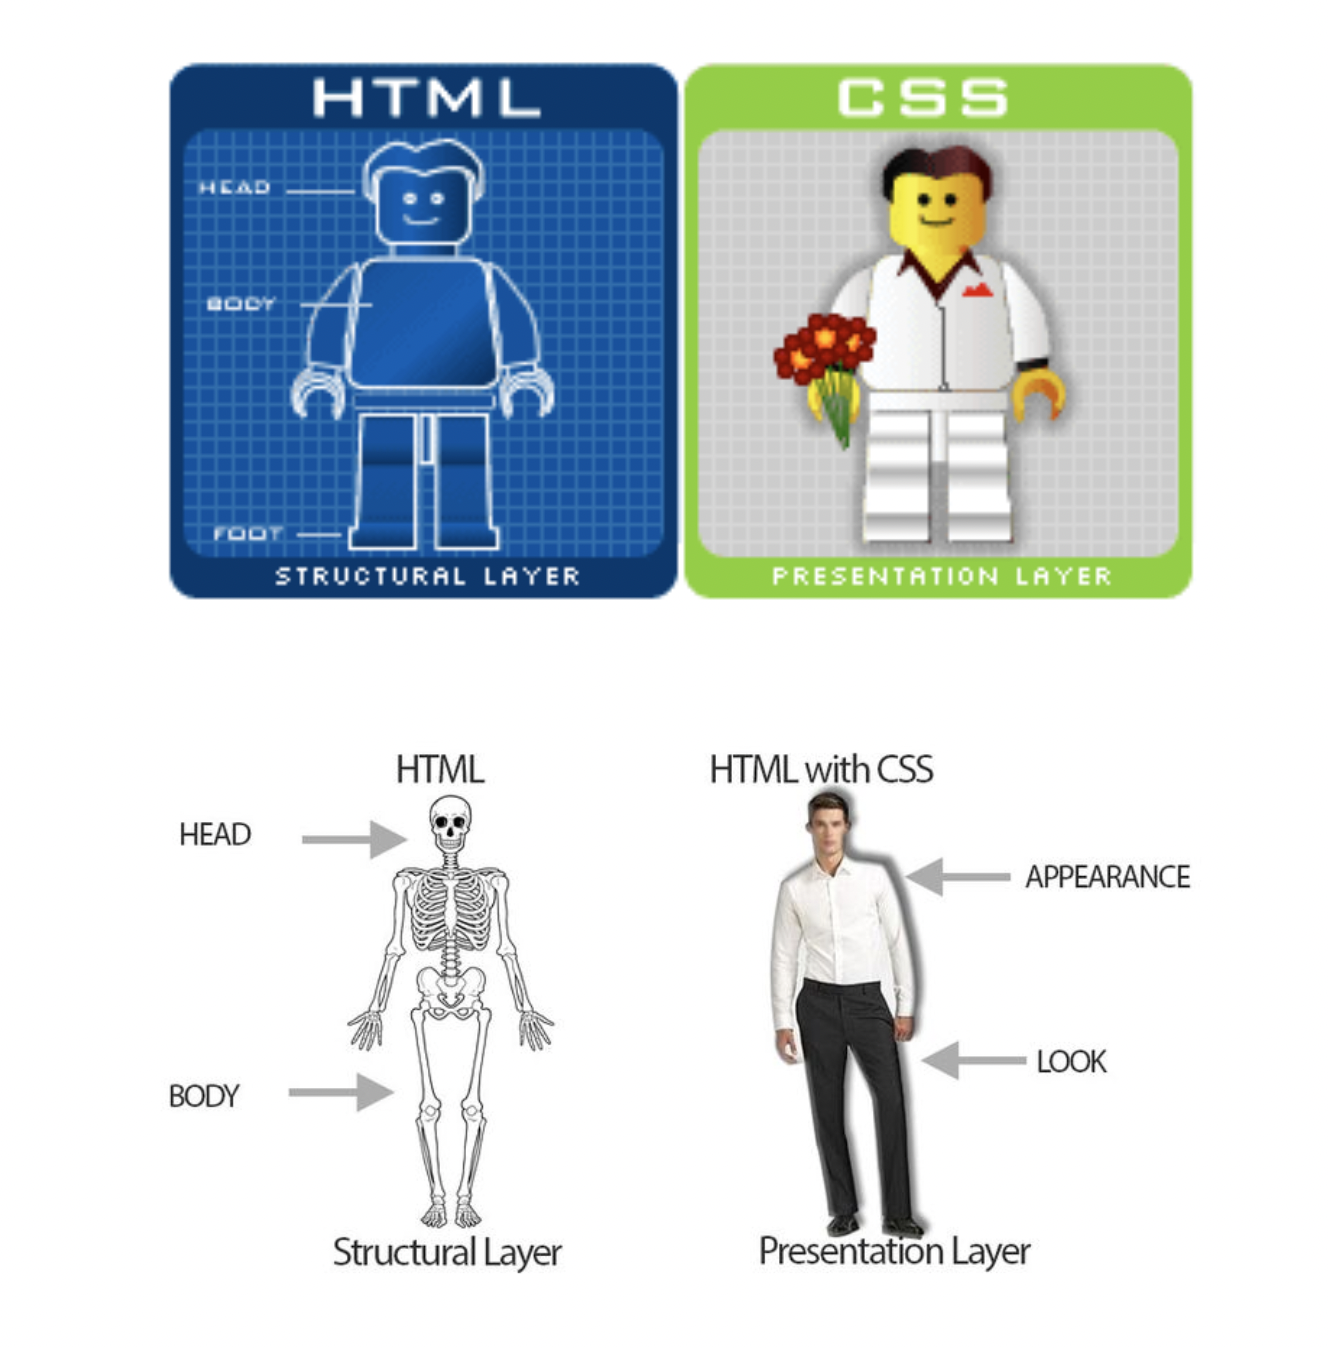 HTML
CSS
HEAD
BODY
FOOT
STRUCTURAL LAYER
PRESENTATION LAYER
HTML
HTML with CSS
HEAD
APPEARANCE
LOOK
BODY
Structural Layer
Presentation Layer